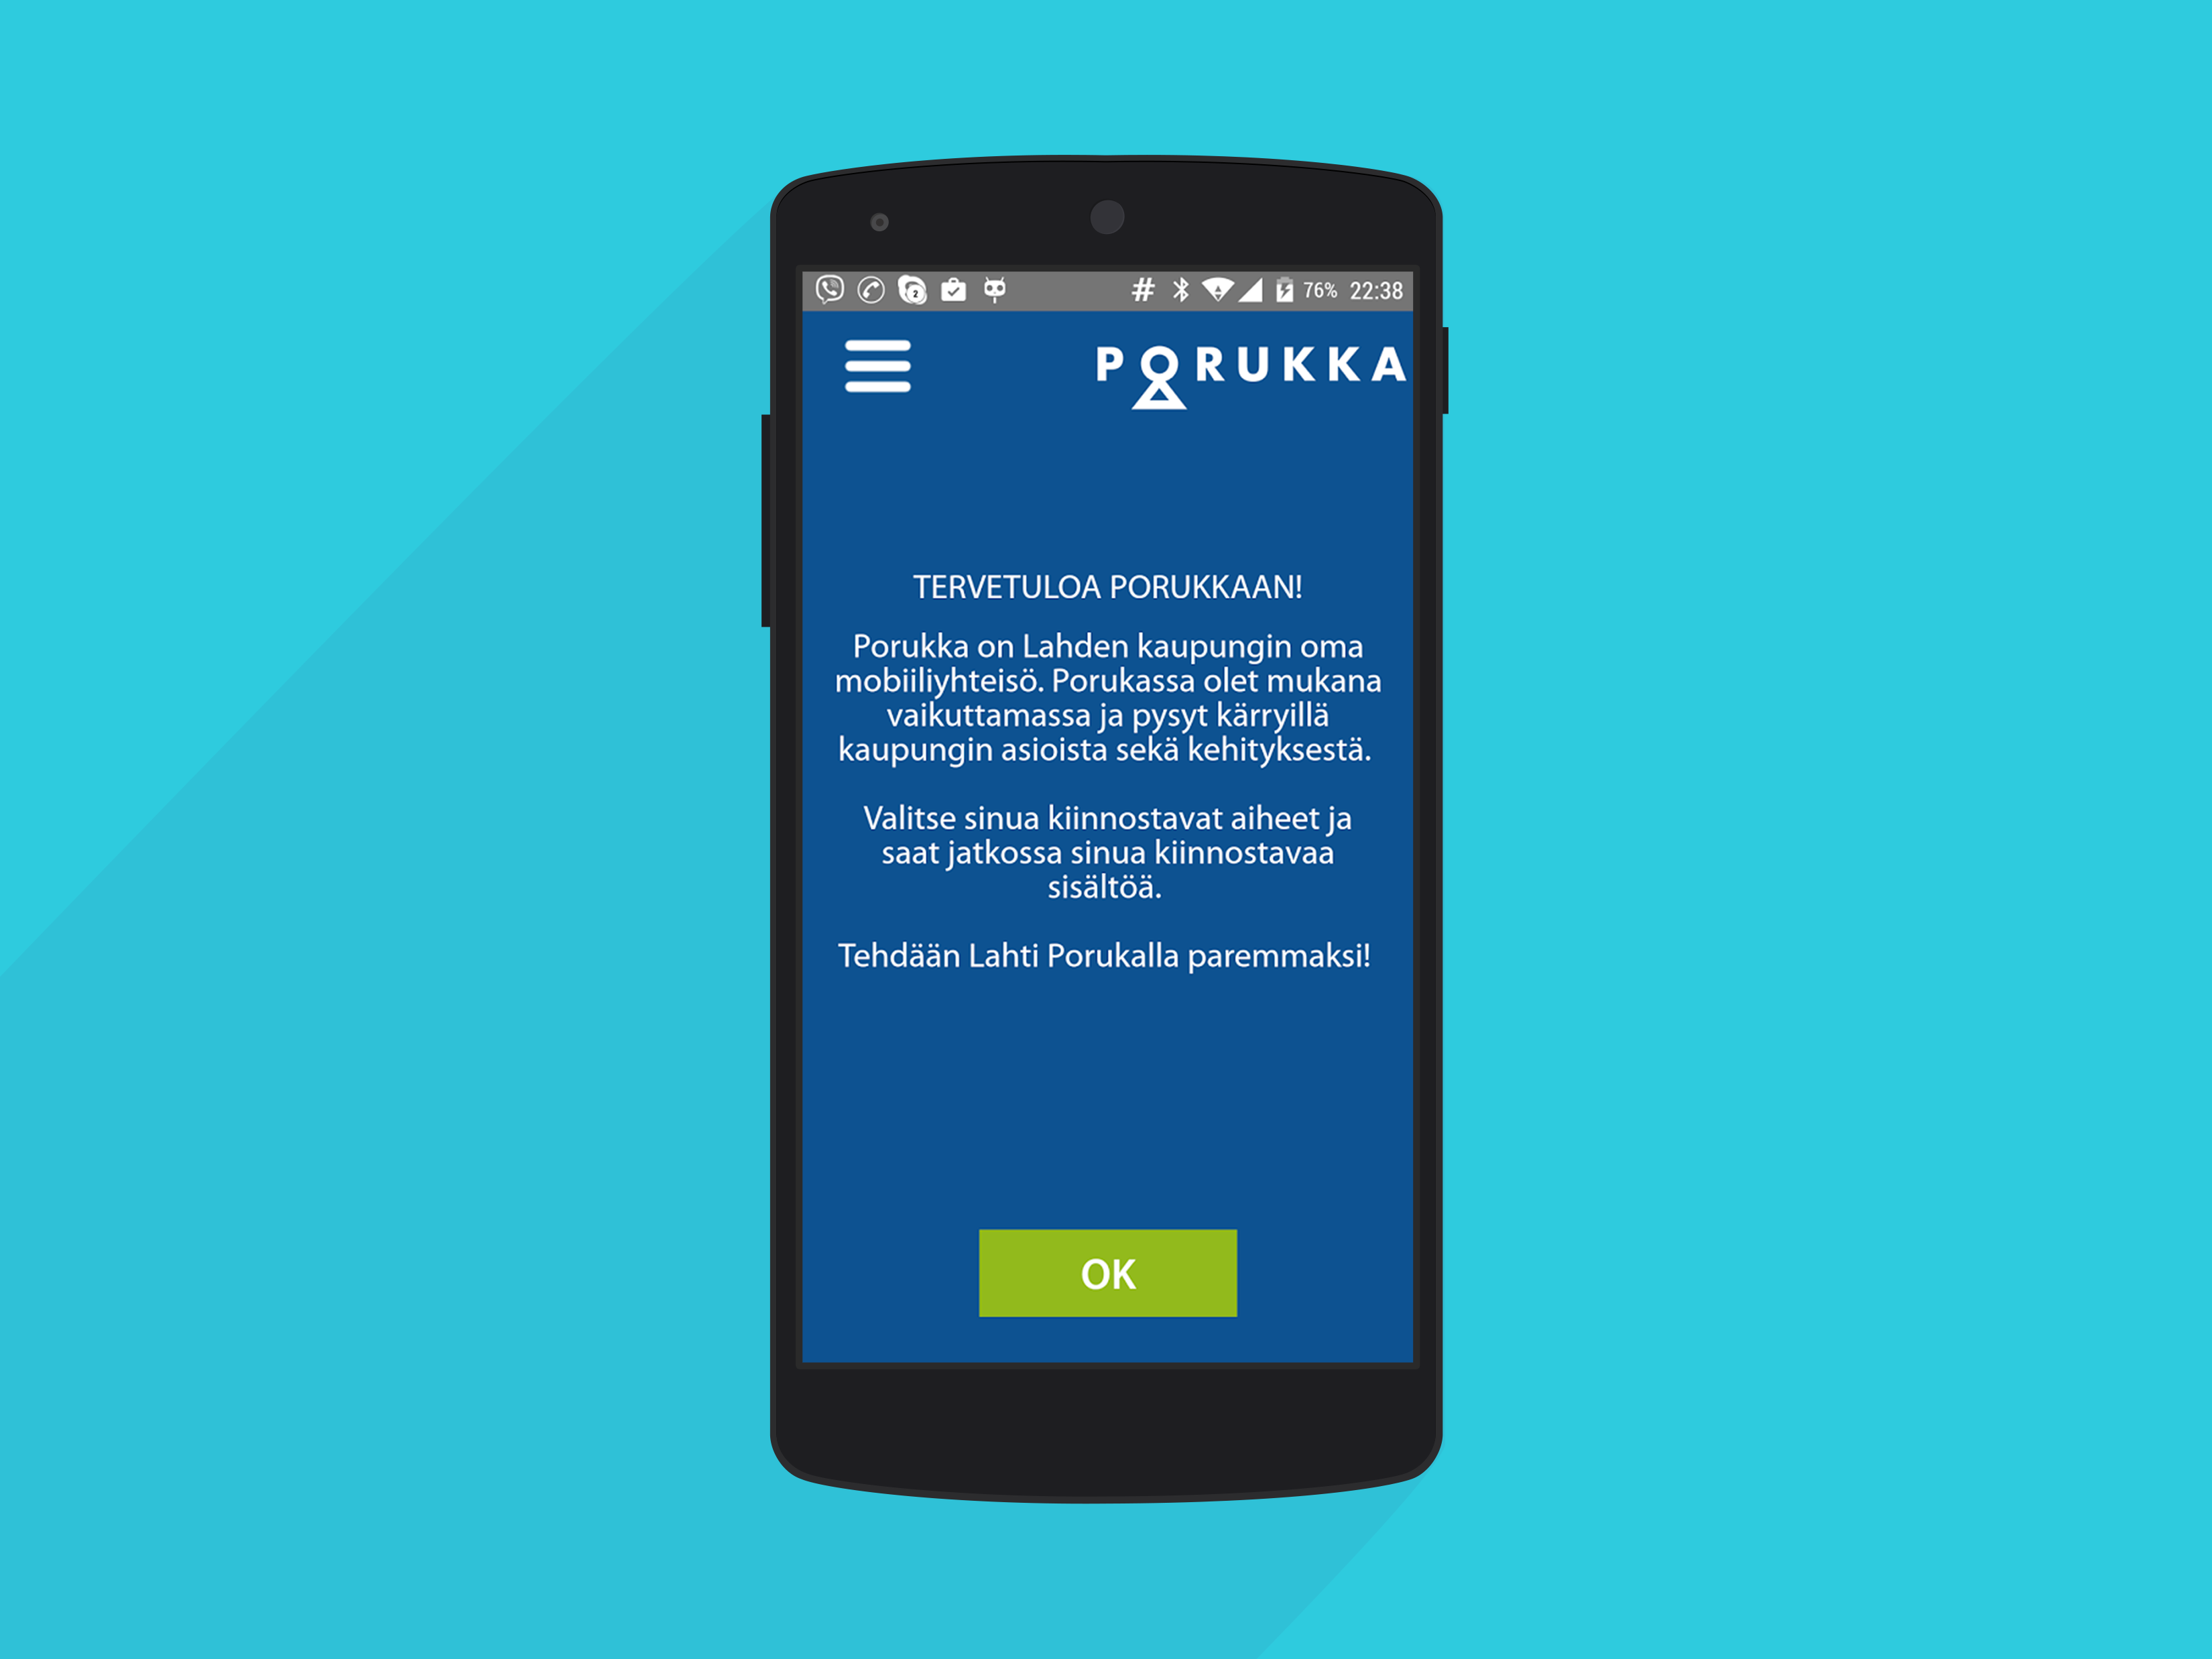 2
# 76% 22:38
PORUKKA
TERVETULOA PORUKKAAN!
Porukka on Lahden kaupungin oma
mobiiliyhteisö. Porukassa olet mukana
vaikuttamassa ja pysyt kärryillä
kaupungin asioista sekä kehityksestä.
Valitse sinua kiinnostavat aiheet ja
saat jatkossa sinua kiinnostavaa
sisältöä.
Tehdään Lahti Porukalla paremmaksi!
OK